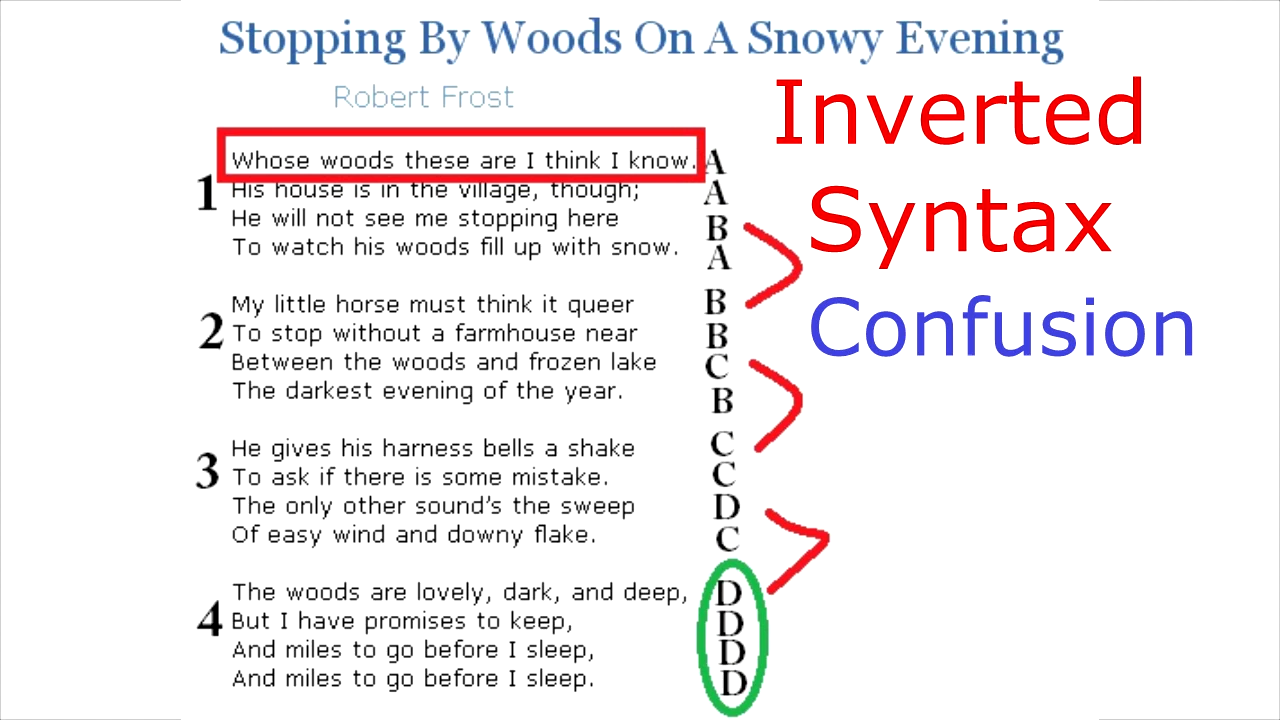 Stopping By Woods On A Snowy Evening
Robert Frost
Inverted
Syntax
Confusion
1
Whose woods these are I think I know. A
His house is in the village, though; A
He will not see me stopping here B
To watch his woods fill up with snow. A
2
My little horse must think it queer B
To stop without a farmhouse near B
Between the woods and frozen lake C
The darkest evening of the year. B
3
He gives his harness bells a shake C
To ask if there is some mistake. C
The only other sound’s the sweep D
Of easy wind and downy flake. C
4
The woods are lovely, dark, and deep, D
But I have promises to keep, D
And miles to go before I sleep, D
And miles to go before I sleep. D